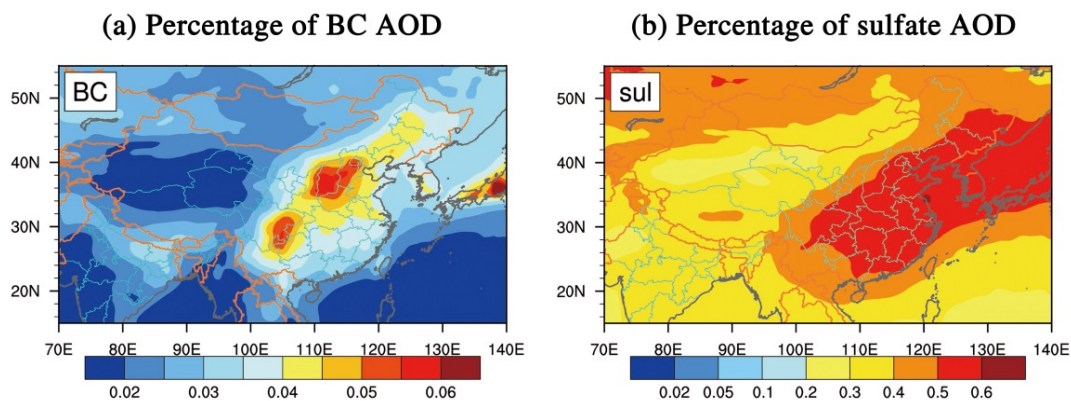 (a) Percentage of BC AOD
(b) Percentage of sulfate AOD
BC
50N
40N
30N
20N
70E 80E 90E 100E 110E 120E 130E 140E
0.02 0.03 0.04 0.05 0.06
sul
50N
40N
30N
20N
70E 80E 90E 100E 110E 120E 130E 140E
0.02 0.05 0.1 0.2 0.3 0.4 0.5 0.6